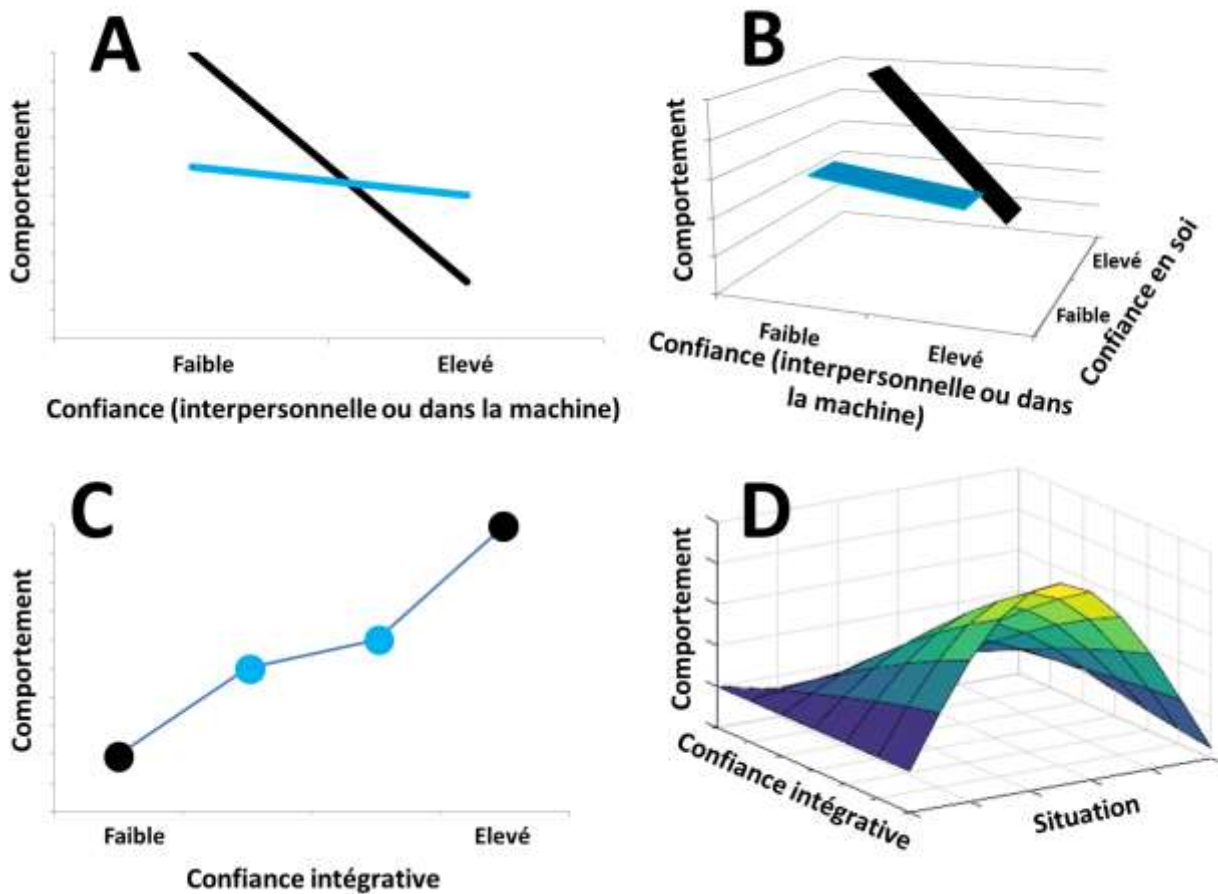 A
Comportement
Faible
Elevé
Confiance (interpersonnelle ou dans la machine)
B
Comportement
Faible
Elevé
Confiance (interpersonnelle ou dans
la machine)
Faible
Elevé
Confiance en soi
C
Comportement
Faible
Elevé
Confiance intégrative
D
Comportement
Confiance intégrative
Situation